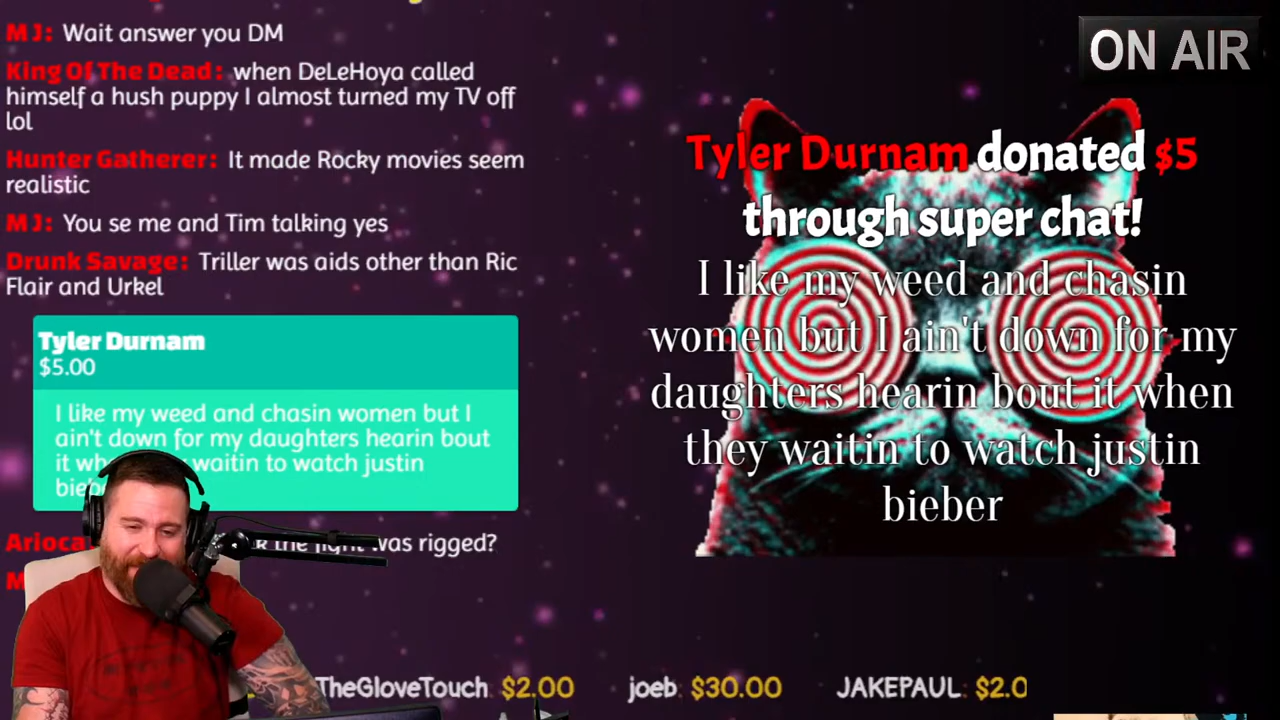 M J: Wait answer you DM
King Of The Dead: when DeLeHoya called
himself a hush puppy I almost turned my TV off
lol
Hunter Gatherer: It made Rocky movies seem
realistic
M J: You se me and Tim talking yes
Drunk Savage: Triller was aids other than Ric
Flair and Urkel
Tyler Durnam
$5.00
I like my weed and chasin women but I
ain't down for my daughters hearin bout
it waitin to watch justin
Arioca the fight was rigged?
M
ON AIR
Tyler Durnam donated $5
through super chat!
I like my weed and chasin
women but I ain't down for my
daughters hearin bout it when
they waitin to watch justin
bieber
TheGloveTouch $2.00 joeb: $30.00 JAKEPAUL: $2.0